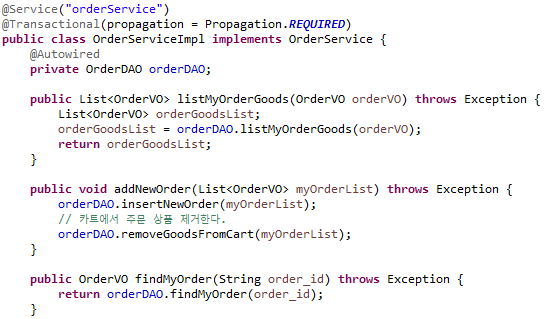 @Service("orderService")
@Transactional(propagation = Propagation.REQUIRED)
public class OrderServiceImpl implements OrderService {
@Autowired
private OrderDAO orderDAO;
public List<OrderVO> listMyOrderGoods(OrderVO orderVO) throws Exception {
List<OrderVO> orderGoodsList;
orderGoodsList = orderDAO.listMyOrderGoods(orderVO);
return orderGoodsList;
}
public void addNewOrder(List<OrderVO> myOrderList) throws Exception {
orderDAO.insertNewOrder(myOrderList);
// 카트에서 주문 상품 제거한다.
orderDAO.removeGoodsFromCart(myOrderList);
}
public OrderVO findMyOrder(String order_id) throws Exception {
return orderDAO.findMyOrder(order_id);
}